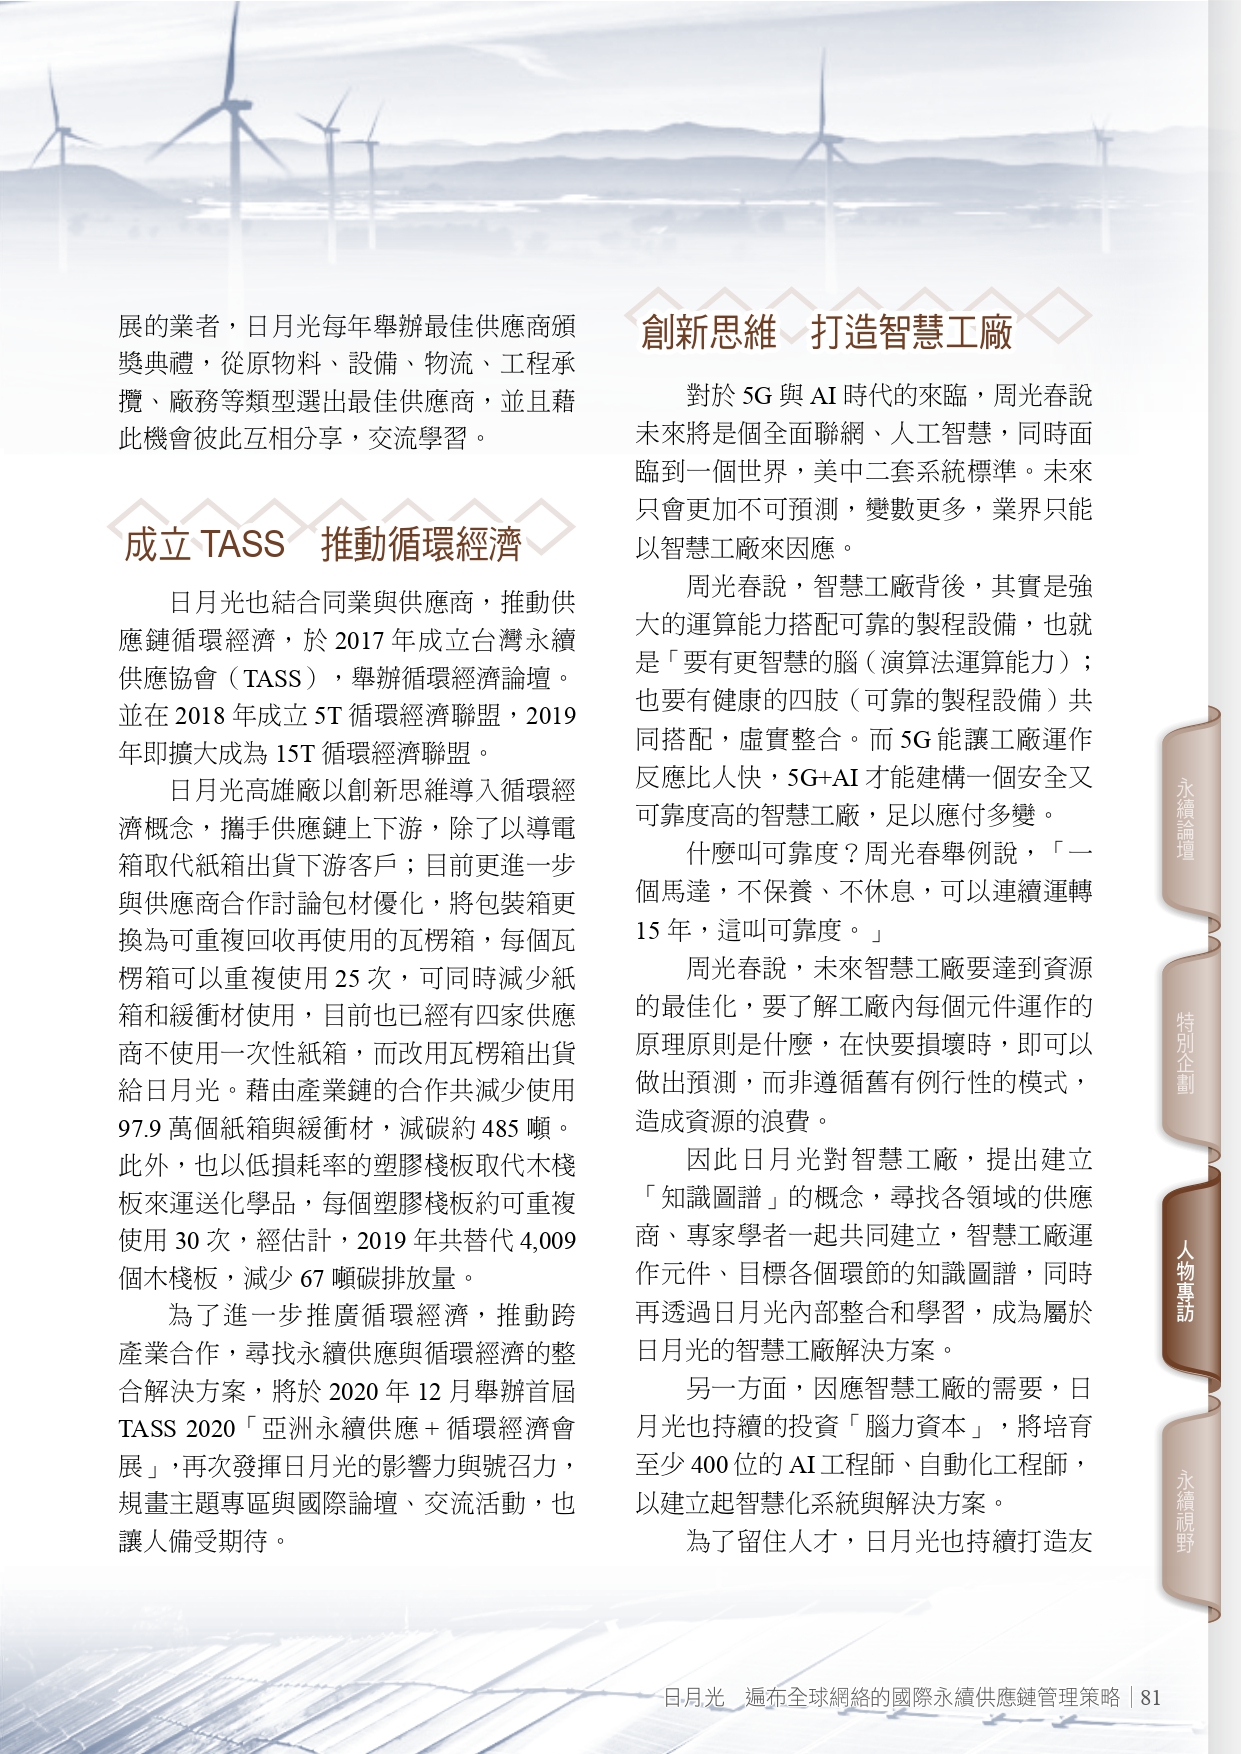 展的業者，日月光每年舉辦最佳供應商頒
獎典禮，從原物料、設備、物流、工程承
攬、廠務等類型選出最佳供應商，並且藉
此機會彼此互相分享，交流學習。
成立 TASS　推動循環經濟
日月光也結合同業與供應商，推動供
應鏈循環經濟，於 2017 年成立台灣永續
供應協會（TASS），舉辦循環經濟論壇。
並在 2018 年成立 5T 循環經濟聯盟，2019
年即擴大成為 15T 循環經濟聯盟。
日月光高雄廠以創新思維導入循環經
濟概念，攜手供應鏈上下游，除了以導電
箱取代紙箱出貨下游客戶；目前更進一步
與供應商合作討論包材優化，將包裝箱更
換為可重複回收再使用的瓦楞箱，每個瓦
楞箱可以重複使用 25 次，可同時減少紙
箱和緩衝材使用，目前也已經有四家供應
商不使用一次性紙箱，而改用瓦楞箱出貨
給日月光。藉由產業鏈的合作共減少使用
97.9 萬個紙箱與緩衝材，減碳約 485 噸。
此外，也以低損耗率的塑膠棧板取代木棧
板來運送化學品，每個塑膠棧板約可重複
使用 30 次，經估計，2019 年共替代 4,009
個木棧板，減少 67 噸碳排放量。
為了進一步推廣循環經濟，推動跨
產業合作，尋找永續供應與循環經濟的整
合解決方案，將於 2020 年 12 月舉辦首屆
TASS 2020「亞洲永續供應 + 循環經濟會
展」，再次發揮日月光的影響力與號召力，
規畫主題專區與國際論壇、交流活動，也
讓人備受期待。
創新思維　打造智慧工廠
對於 5G 與 AI 時代的來臨，周光春說
未來將是個全面聯網、人工智慧，同時面
臨到一個世界，美中二套系統標準。未來
只會更加不可預測，變數更多，業界只能
以智慧工廠來因應。
周光春說，智慧工廠背後，其實是強
大的運算能力搭配可靠的製程設備，也就
是「要有更智慧的腦（演算法運算能力）；
也要有健康的四肢（可靠的製程設備）共
同搭配，虛實整合。而 5G 能讓工廠運作
反應比人快，5G+AI 才能建構一個安全又
可靠度高的智慧工廠，足以應付多變。
什麼叫可靠度？周光春舉例說，「一
個馬達，不保養、不休息，可以連續運轉
15 年，這叫可靠度。」
周光春說，未來智慧工廠要達到資源
的最佳化，要了解工廠內每個元件運作的
原理原則是什麼，在快要損壞時，即可以
做出預測，而非遵循舊有例行性的模式，
造成資源的浪費。
因此日月光對智慧工廠，提出建立
「知識圖譜」的概念，尋找各領域的供應
商、專家學者一起共同建立，智慧工廠運
作元件、目標各個環節的知識圖譜，同時
再透過日月光內部整合和學習，成為屬於
日月光的智慧工廠解決方案。
另一方面，因應智慧工廠的需要，日
月光也持續的投資「腦力資本」，將培育
至少 400 位的 AI 工程師、自動化工程師，
以建立起智慧化系統與解決方案。
為了留住人才，日月光也持續打造友
永續論壇
特別企劃
人物專訪
永續視野
日月光　遍布全球網絡的國際永續供應鏈管理策略｜81